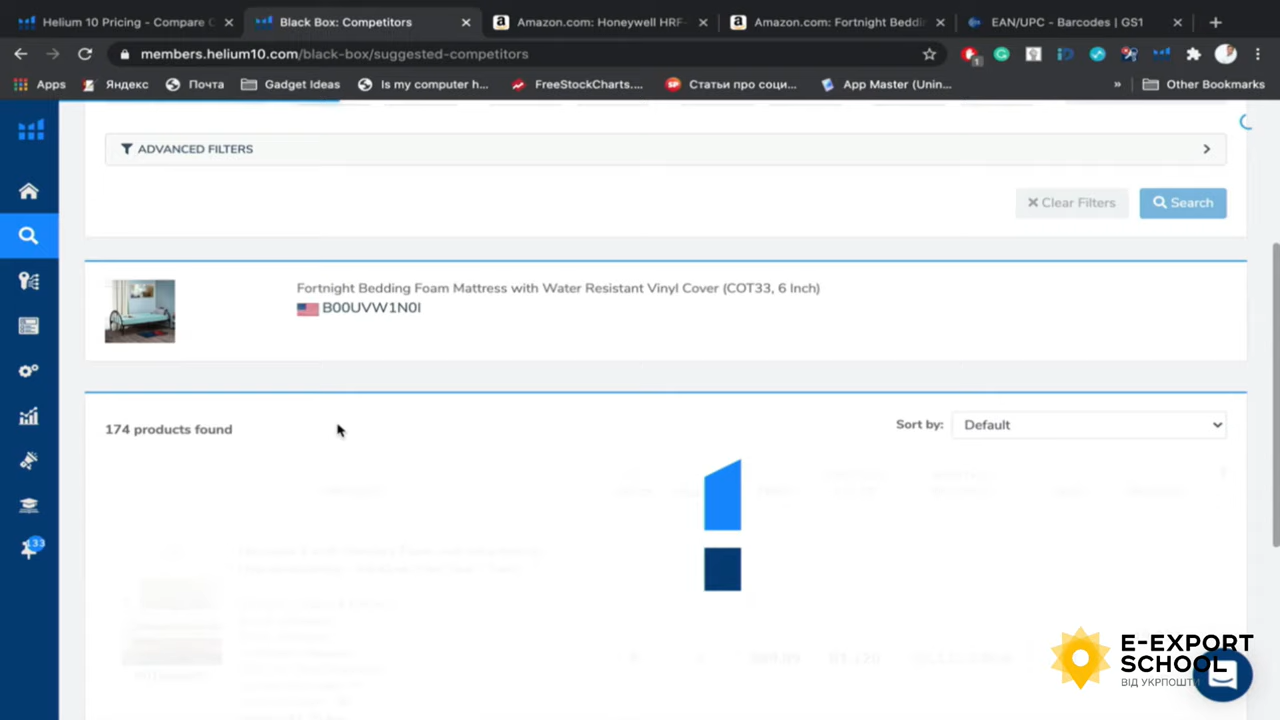 Helium 10 Pricing - Compare C
Black Box: Competitors
Amazon.com: Honeywell HRF-
Amazon.com: Fortnight Beddi
EAN/UPC - Barcodes | GS1
members.helium10.com/black-box/suggested-competitors
Apps
Яндекс
Почта
Gadget Ideas
Is my computer h...
FreeStockCharts....
Статьи про соци...
App Master (Unin...
»
Other Bookmarks
ADVANCED FILTERS
Clear Filters
Search
Fortnight Bedding Foam Mattress with Water Resistant Vinyl Cover (COT33, 6 Inch)
B00UVW1N0I
174 products found
Sort by:
Default
133
E-EXPORT
SCHOOL
ВІД УКРПОШТИ